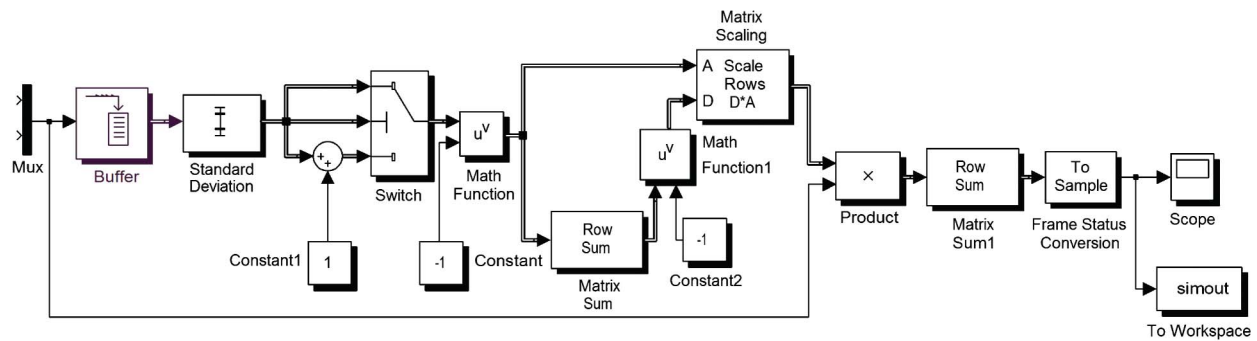 Matrix
Scaling
A
Scale
Rows
D*A
D
Mux
Buffer
Standard
Deviation
+
+
Switch
u^v
Math
Function
u^v
Math
Function1
×
Product
Row
Sum
Matrix
Sum1
To
Sample
Frame Status
Conversion
Scope
Constant1
1
-1
Constant
Row
Sum
Matrix
Sum
-1
Constant2
simout
To Workspace